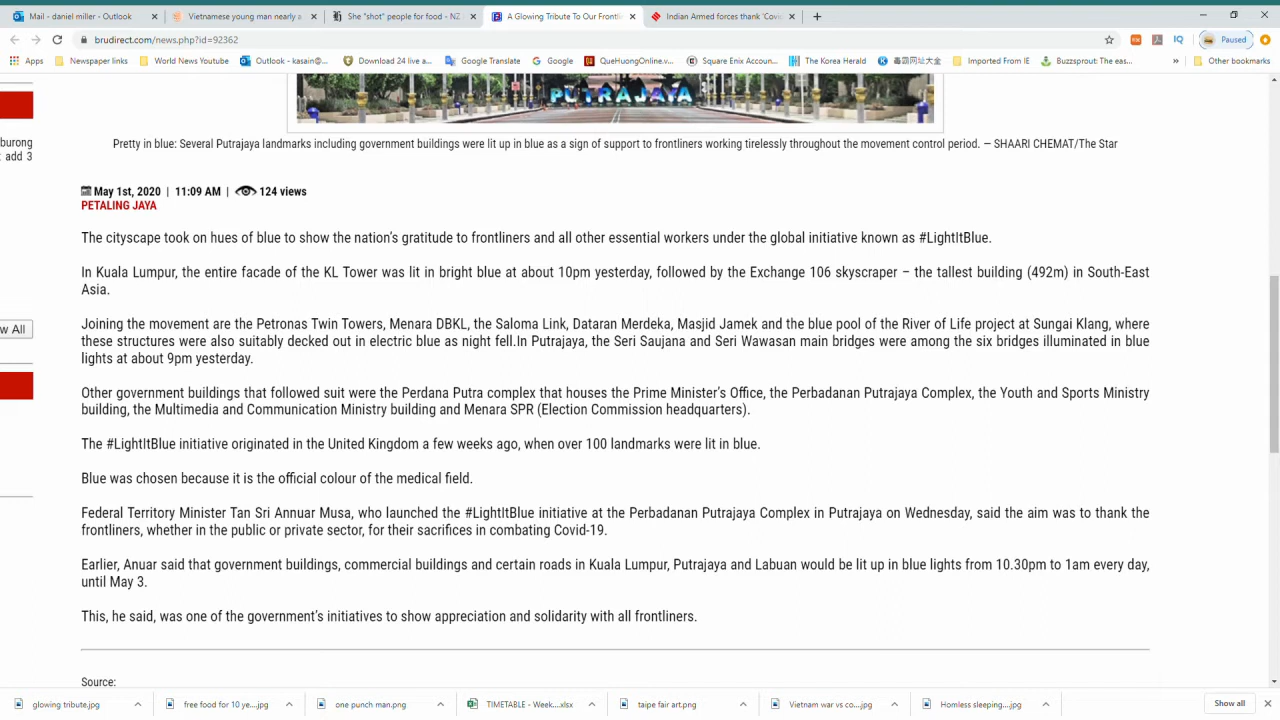 Mail - daniel miller - Outlook
Vietnamese young man nearly a
She "shot" people for food - NZ
A Glowing Tribute To Our Frontli
Indian Armed forces thank 'Covi
brudirect.com/news.php?id=92362
IQ
Paused
Apps
Newspaper links
World News Youtube
Outlook - kasain@...
Download 24 live a...
Google Translate
Google
QueHuongOnline.v...
Square Enix Accoun...
The Korea Herald
毒霸网址大全
Imported From IE
Buzzsprout: The eas...
»
Other bookmarks
PUTRAJAYA
Pretty in blue: Several Putrajaya landmarks including government buildings were lit up in blue as a sign of support to frontliners working tirelessly throughout the movement control period. — SHAARI CHEMAT/The Star
burong
add 3
May 1st, 2020 | 11:09 AM | 124 views
PETALING JAYA
The cityscape took on hues of blue to show the nation's gratitude to frontliners and all other essential workers under the global initiative known as #LightItBlue.
In Kuala Lumpur, the entire facade of the KL Tower was lit in bright blue at about 10pm yesterday, followed by the Exchange 106 skyscraper – the tallest building (492m) in South-East
Asia.
w All
Joining the movement are the Petronas Twin Towers, Menara DBKL, the Saloma Link, Dataran Merdeka, Masjid Jamek and the blue pool of the River of Life project at Sungai Klang, where
these structures were also suitably decked out in electric blue as night fell.In Putrajaya, the Seri Saujana and Seri Wawasan main bridges were among the six bridges illuminated in blue
lights at about 9pm yesterday.
Other government buildings that followed suit were the Perdana Putra complex that houses the Prime Minister's Office, the Perbadanan Putrajaya Complex, the Youth and Sports Ministry
building, the Multimedia and Communication Ministry building and Menara SPR (Election Commission headquarters).
The #LightItBlue initiative originated in the United Kingdom a few weeks ago, when over 100 landmarks were lit in blue.
Blue was chosen because it is the official colour of the medical field.
Federal Territory Minister Tan Sri Annuar Musa, who launched the #LightItBlue initiative at the Perbadanan Putrajaya Complex in Putrajaya on Wednesday, said the aim was to thank the
frontliners, whether in the public or private sector, for their sacrifices in combating Covid-19.
Earlier, Anuar said that government buildings, commercial buildings and certain roads in Kuala Lumpur, Putrajaya and Labuan would be lit up in blue lights from 10.30pm to 1am every day,
until May 3.
This, he said, was one of the government's initiatives to show appreciation and solidarity with all frontliners.
Source:
glowing tribute.jpg
free food for 10 ye...jpg
one punch man.png
TIMETABLE - Week....xlsx
taipe fair art.png
Vietnam war vs co...jpg
Homless sleeping....jpg
Show all